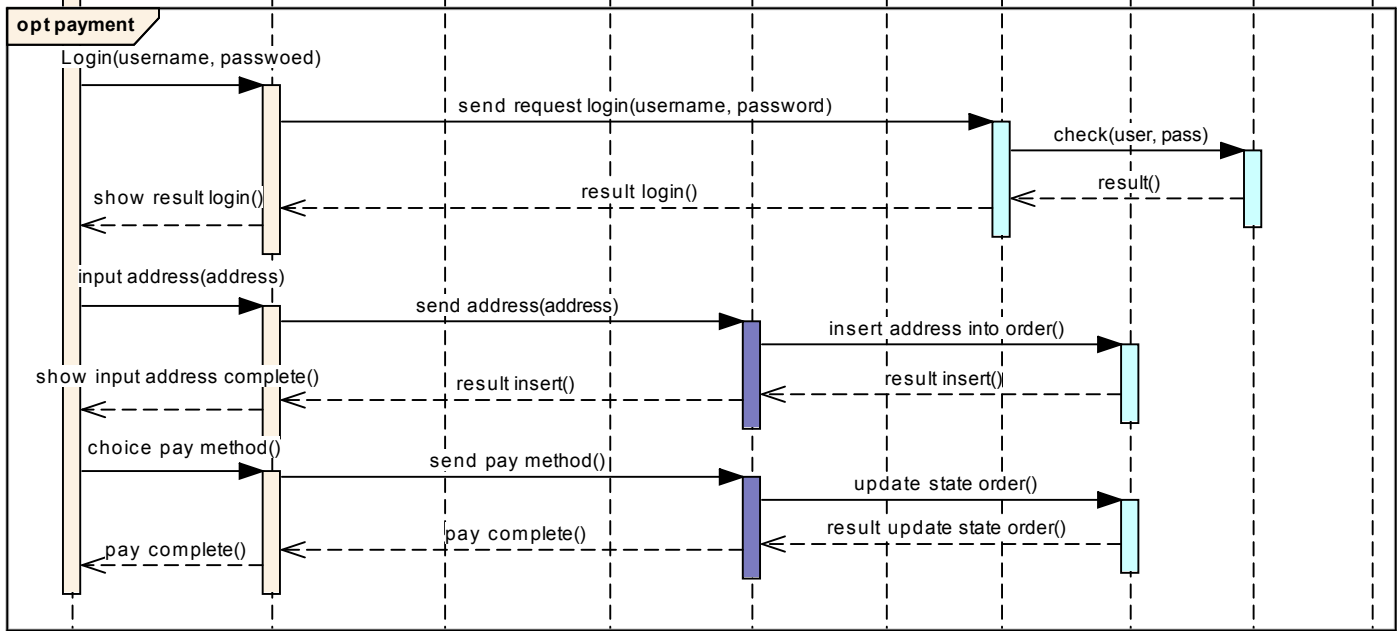 opt payment
Login(username, passwoed)
send request login(username, password)
check(user, pass)
result()
result login()
show result login()
input address(address)
send address(address)
insert address into order()
show input address complete()
result insert()
result insert()
choice pay method()
send pay method()
update state order()
result update state order()
pay complete()
pay complete()